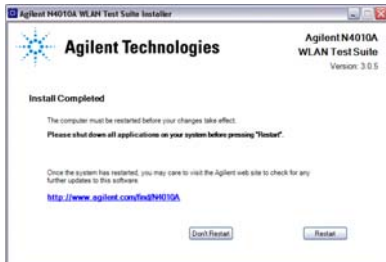 Agilent N4010A WLAN Test Suite Installer
Agilent Technologies
Agilent N4010A
WLAN Test Suite
Version: 3.0.5
Install Completed
The computer must be restarted before your changes take effect.
Please shut down all applications on your system before pressing "Restart".
Once the system has restarted, you may care to visit the Agilent web site to check for any
further updates to this software.
http://www.agilent.com/find/N4010A
Don't Restart
Restart